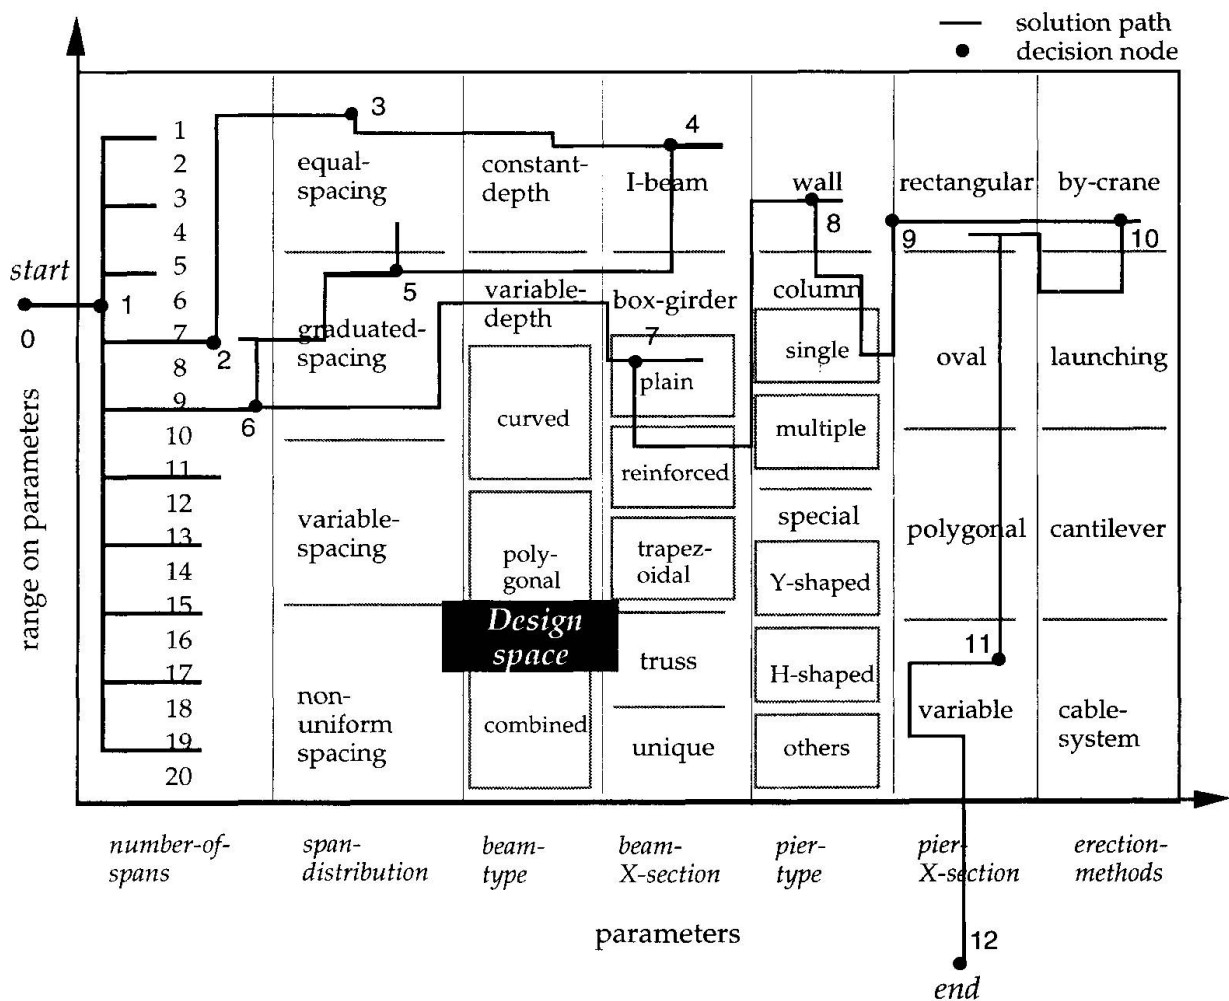 solution path
decision node
start
0
1
2
3
4
5
6
7
8
9
10
11
12
end
range on parameters
1
2
3
4
5
6
7
8
9
10
11
12
13
14
15
16
17
18
19
20
equal-
spacing
graduated-
spacing
variable-
spacing
non-
uniform
spacing
constant-
depth
variable-
depth
curved
poly-
gonal
Design
space
combined
I-beam
box-girder
plain
reinforced
trapez-
oidal
truss
unique
wall
column
single
multiple
special
Y-shaped
H-shaped
others
rectangular
oval
polygonal
variable
by-crane
launching
cantilever
cable-
system
number-of-
spans
span-
distribution
beam-
type
beam-
X-section
pier-
type
pier-
X-section
erection-
methods
parameters